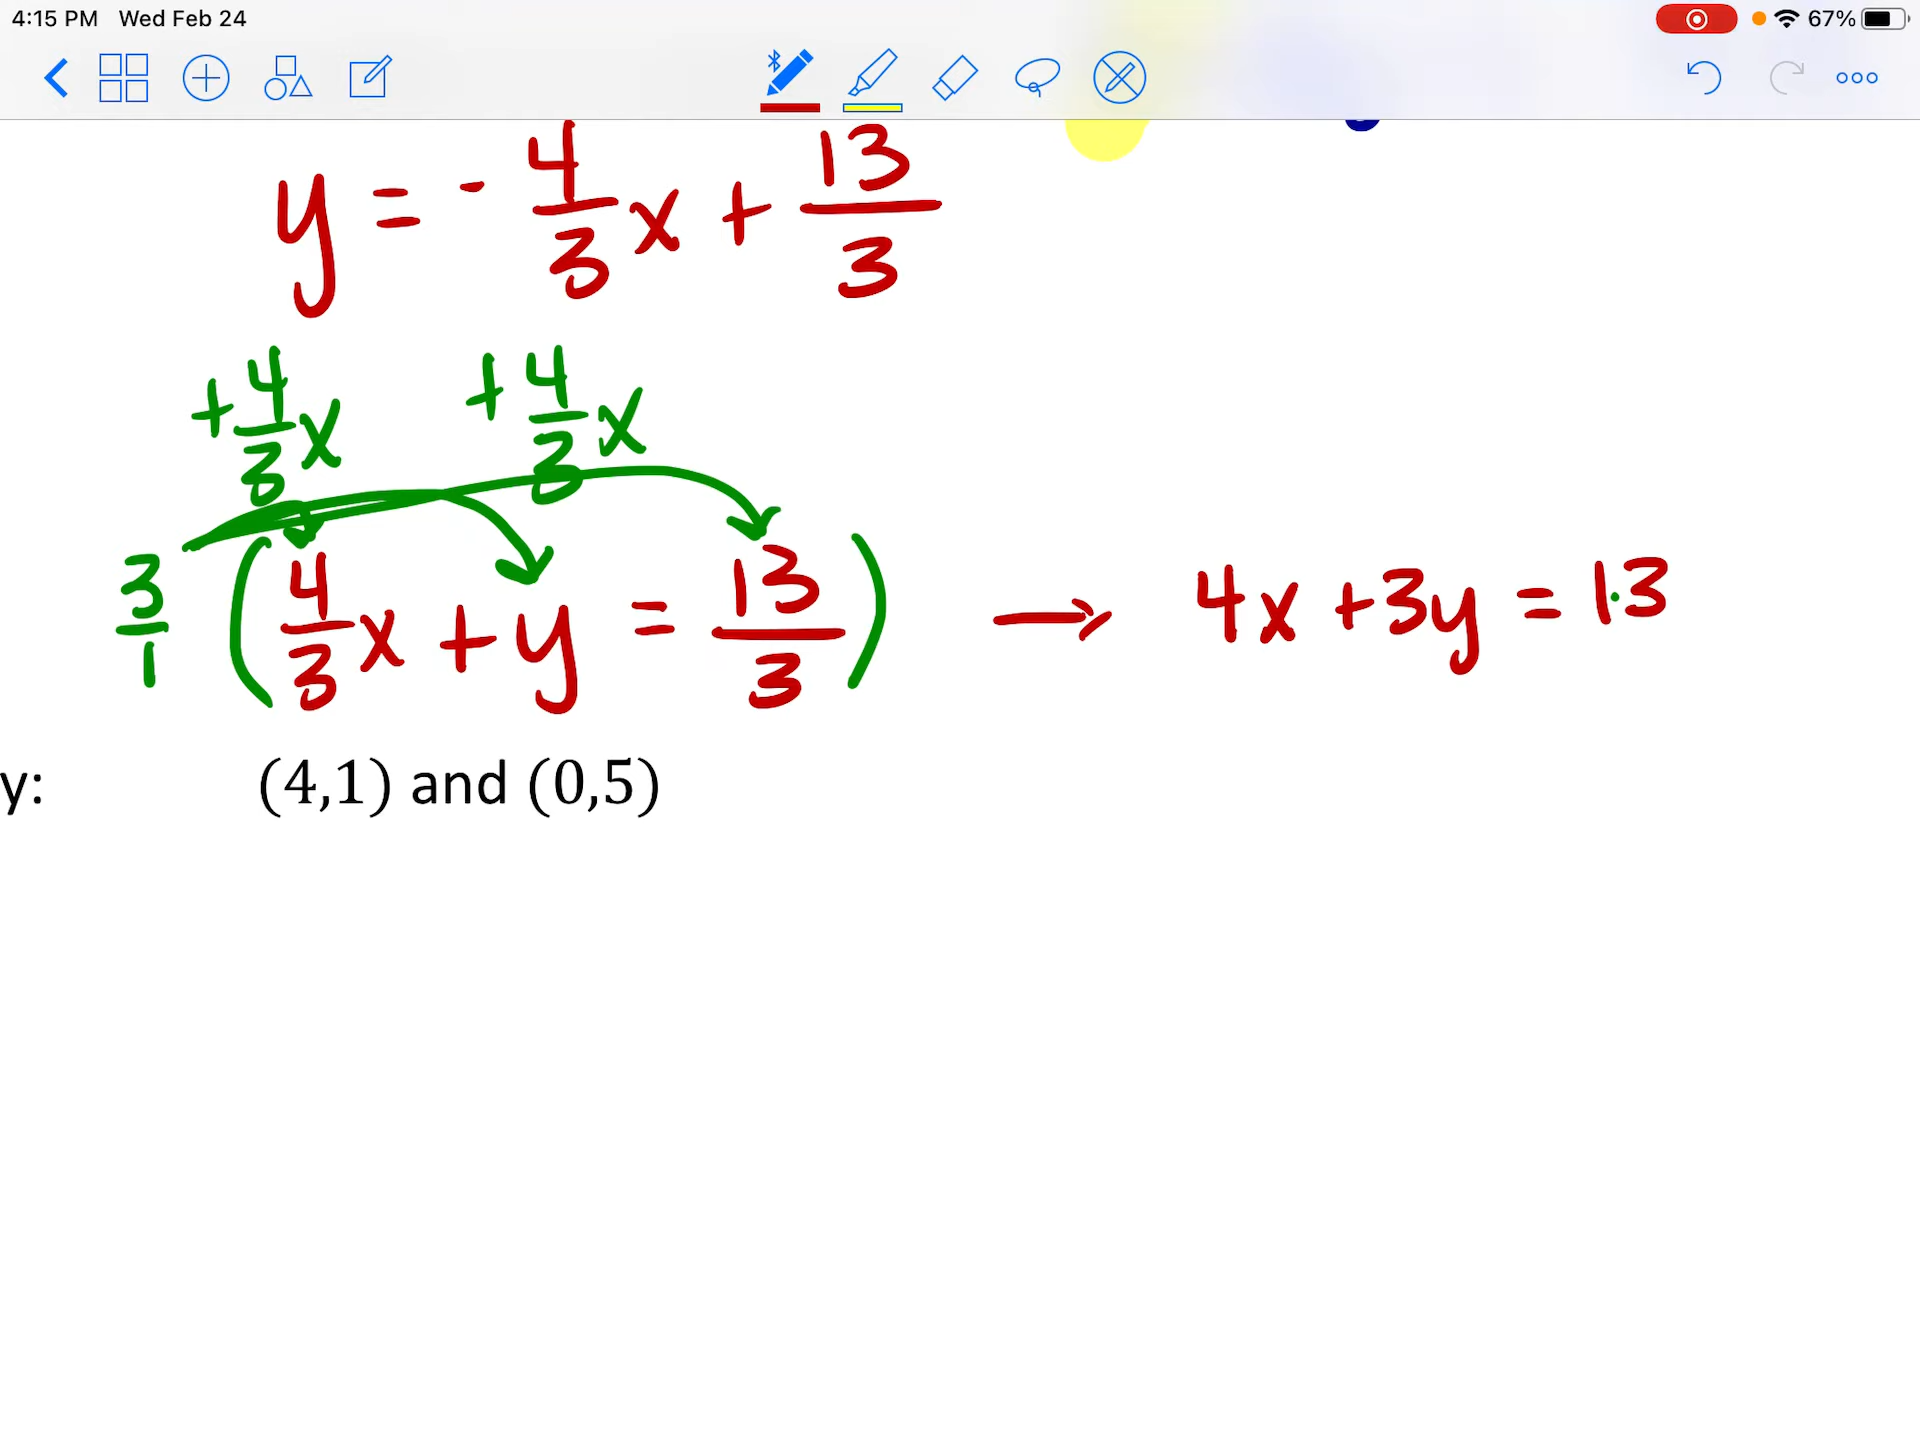 4:15 PM Wed Feb 24 67%
y = - 4/3 x + 13/3
+ 4/3 x + 4/3 x
3/1 ( 4/3 x + y = 13/3 ) → 4x + 3y = 13
y: (4,1) and (0,5)